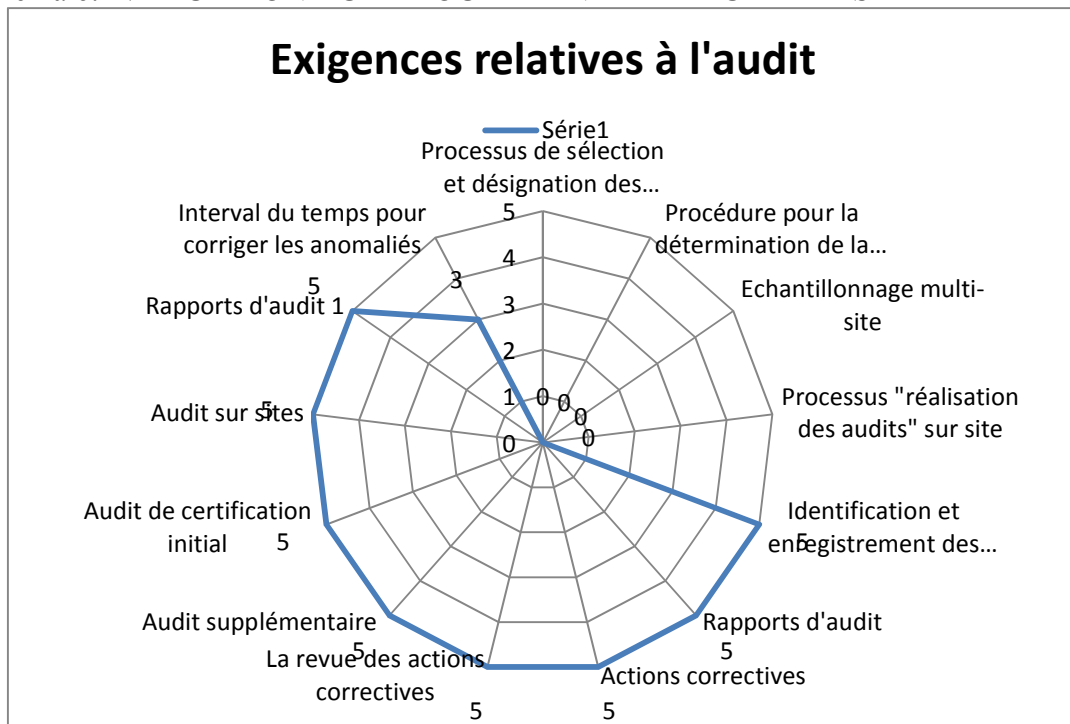 Exigences relatives à l'audit
Série1
Processus de sélection
et désignation des...
Procédure pour la
détermination de la...
Echantillonnage multi-
site
Processus "réalisation
des audits" sur site
Identification et
enregistrement des...
Rapports d'audit
Actions correctives
La revue des actions
correctives
Audit supplémentaire
Audit de certification
initial
Audit sur sites
Rapports d'audit 1
Interval du temps pour
corriger les anomaliés
5
4
3
2
1
0
0
0
0
0
5
5
5
5
5
5
5
5
3